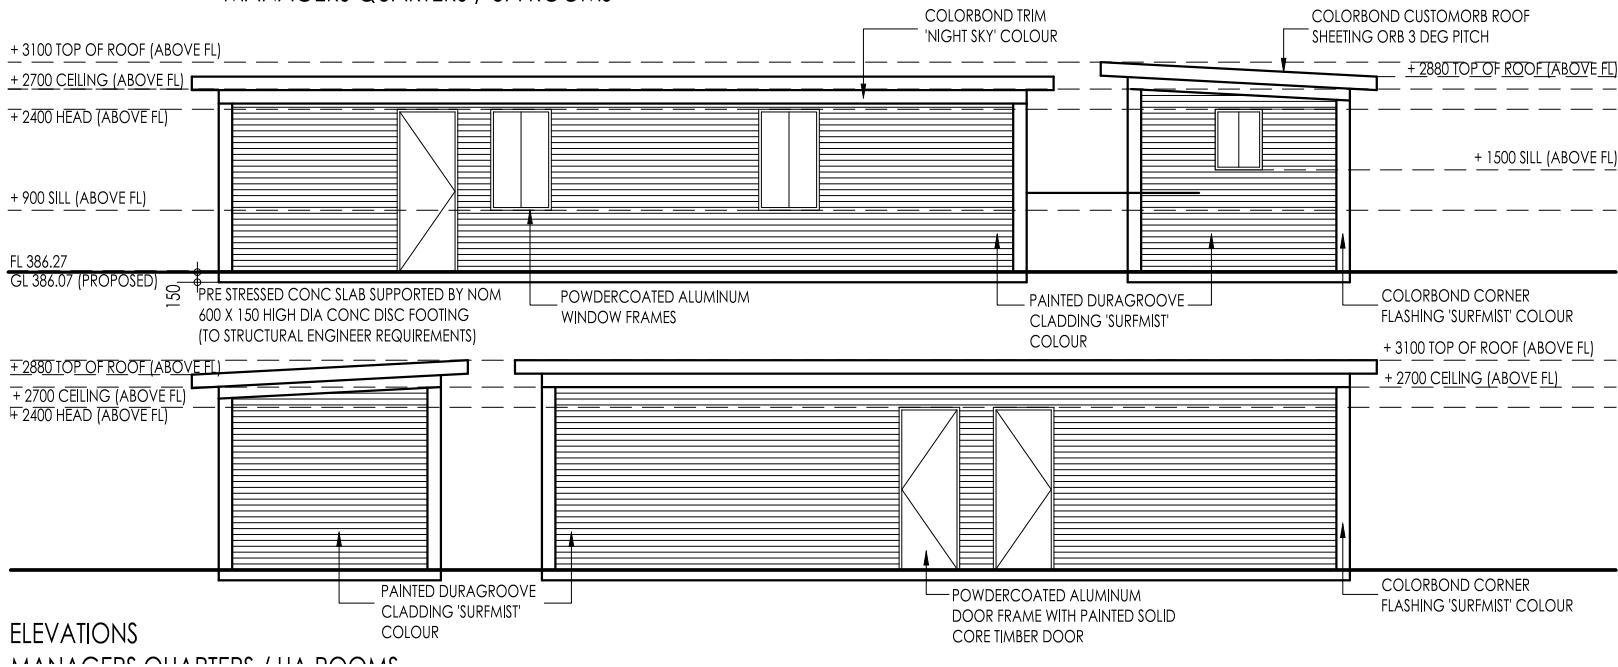 COLORBOND TRIM
'NIGHT SKY' COLOUR
COLORBOND CUSTOMORB ROOF
SHEETING ORB 3 DEG PITCH
+ 3100 TOP OF ROOF (ABOVE FL)
+ 2700 CEILING (ABOVE FL)
+ 2400 HEAD (ABOVE FL)
+ 900 SILL (ABOVE FL)
+ 2880 TOP OF ROOF (ABOVE FL)
+ 1500 SILL (ABOVE FL)
FL 386.27
GL 386.07 (PROPOSED)
150
PRE STRESSED CONC SLAB SUPPORTED BY NOM
600 X 150 HIGH DIA CONC DISC FOOTING
(TO STRUCTURAL ENGINEER REQUIREMENTS)
POWDERCOATED ALUMINUM
WINDOW FRAMES
PAINTED DURAGROOVE
CLADDING 'SURFMIST'
COLOUR
COLORBOND CORNER
FLASHING 'SURFMIST' COLOUR
+ 2880 TOP OF ROOF (ABOVE FL)
+ 2700 CEILING (ABOVE FL)
+ 2400 HEAD (ABOVE FL)
+ 3100 TOP OF ROOF (ABOVE FL)
+ 2700 CEILING (ABOVE FL)
PAINTED DURAGROOVE
CLADDING 'SURFMIST'
COLOUR
POWDERCOATED ALUMINUM
DOOR FRAME WITH PAINTED SOLID
CORE TIMBER DOOR
COLORBOND CORNER
FLASHING 'SURFMIST' COLOUR
ELEVATIONS
MANAGERS QUARTERS /